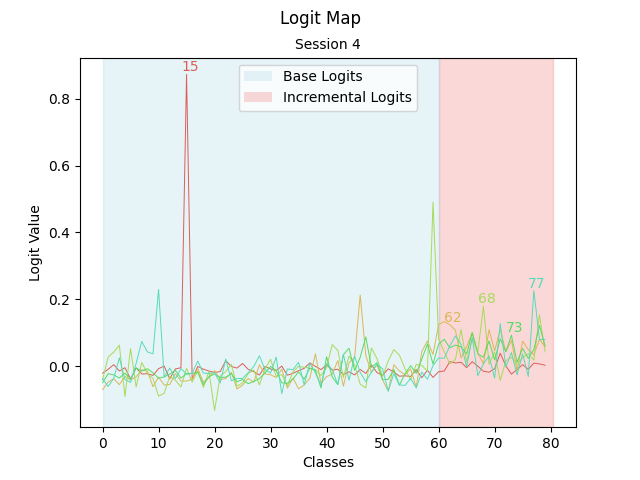 Logit Map
Session 4
Base Logits
Incremental Logits
15
77
68
62
73
Logit Value
0.8
0.6
0.4
0.2
0.0
0 10 20 30 40 50 60 70 80
Classes